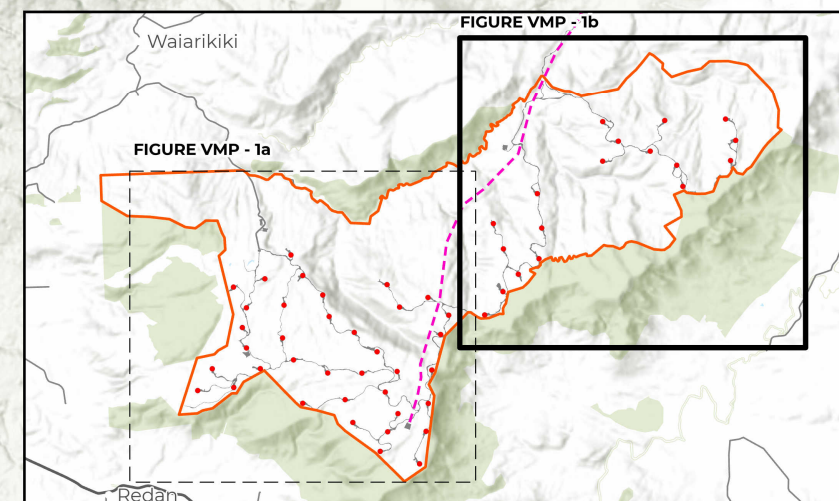 FIGURE VMP - 1b
Waiarikiki
FIGURE VMP - 1a
Redan